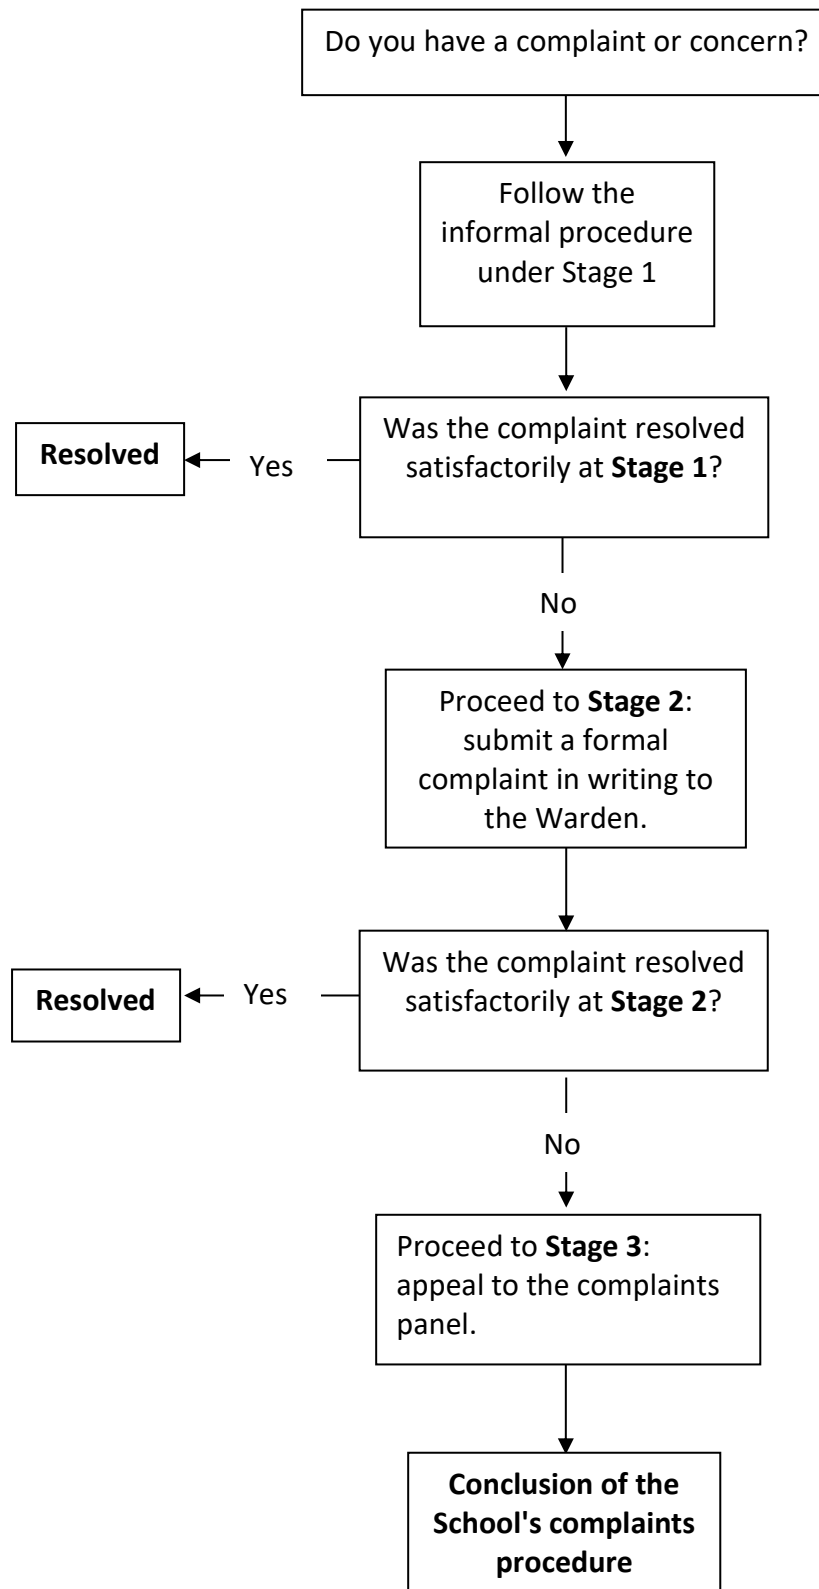 Do you have a complaint or concern?
Follow the
informal procedure
under Stage 1
Was the complaint resolved
satisfactorily at Stage 1?
Yes
Resolved
No
Proceed to Stage 2:
submit a formal
complaint in writing to
the Warden.
Was the complaint resolved
satisfactorily at Stage 2?
Yes
Resolved
No
Proceed to Stage 3:
appeal to the complaints
panel.
Conclusion of the
School's complaints
procedure